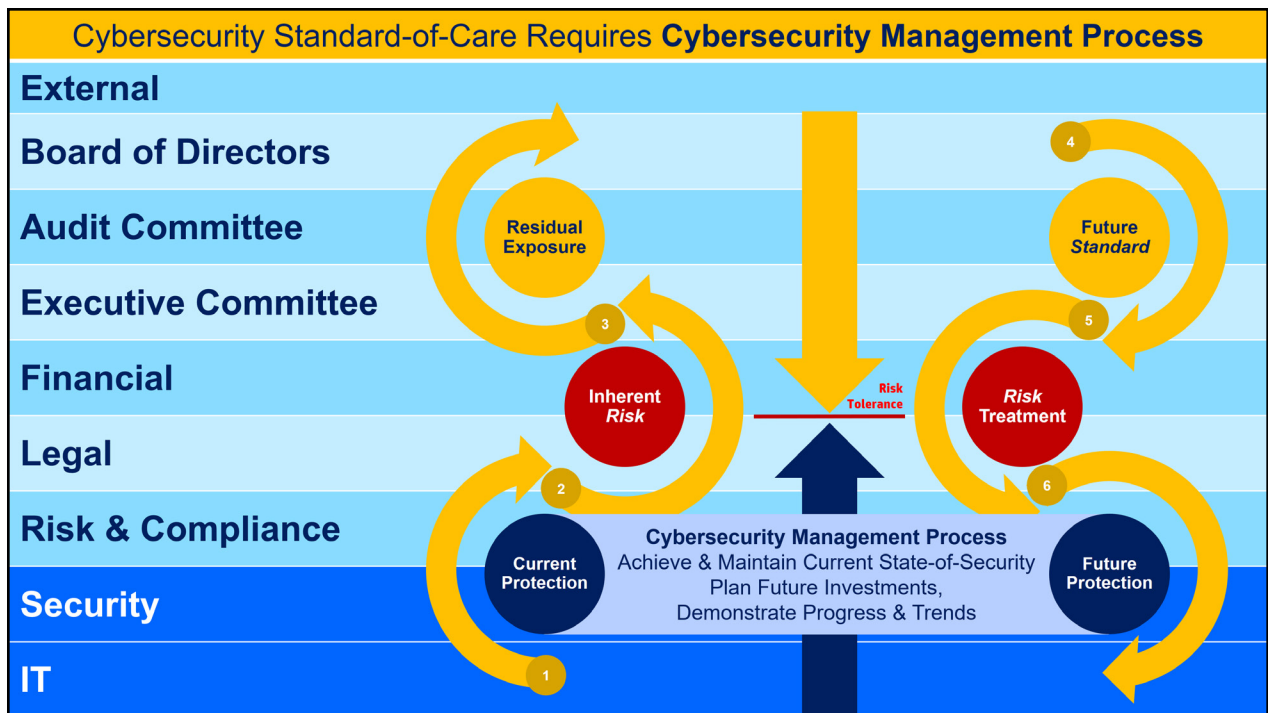 Cybersecurity Standard-of-Care Requires Cybersecurity Management Process
External
Board of Directors
Audit Committee
Executive Committee
Financial
Legal
Risk & Compliance
Security
IT
1
Current
Protection
2
Inherent
Risk
3
Residual
Exposure
Risk
Tolerance
4
Future
Standard
5
Risk
Treatment
6
Future
Protection
Cybersecurity Management Process
Achieve & Maintain Current State-of-Security
Plan Future Investments,
Demonstrate Progress & Trends